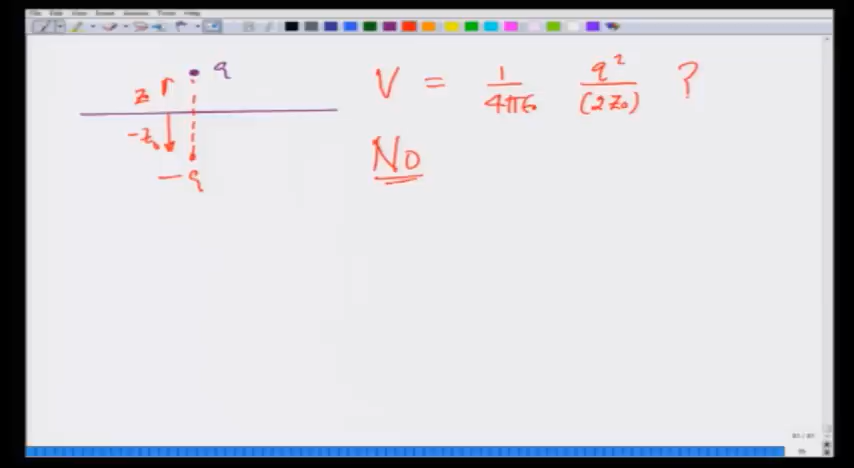 q
z
-z₀
-q
V = 1/4πε₀ q²/(2z₀) ?
No